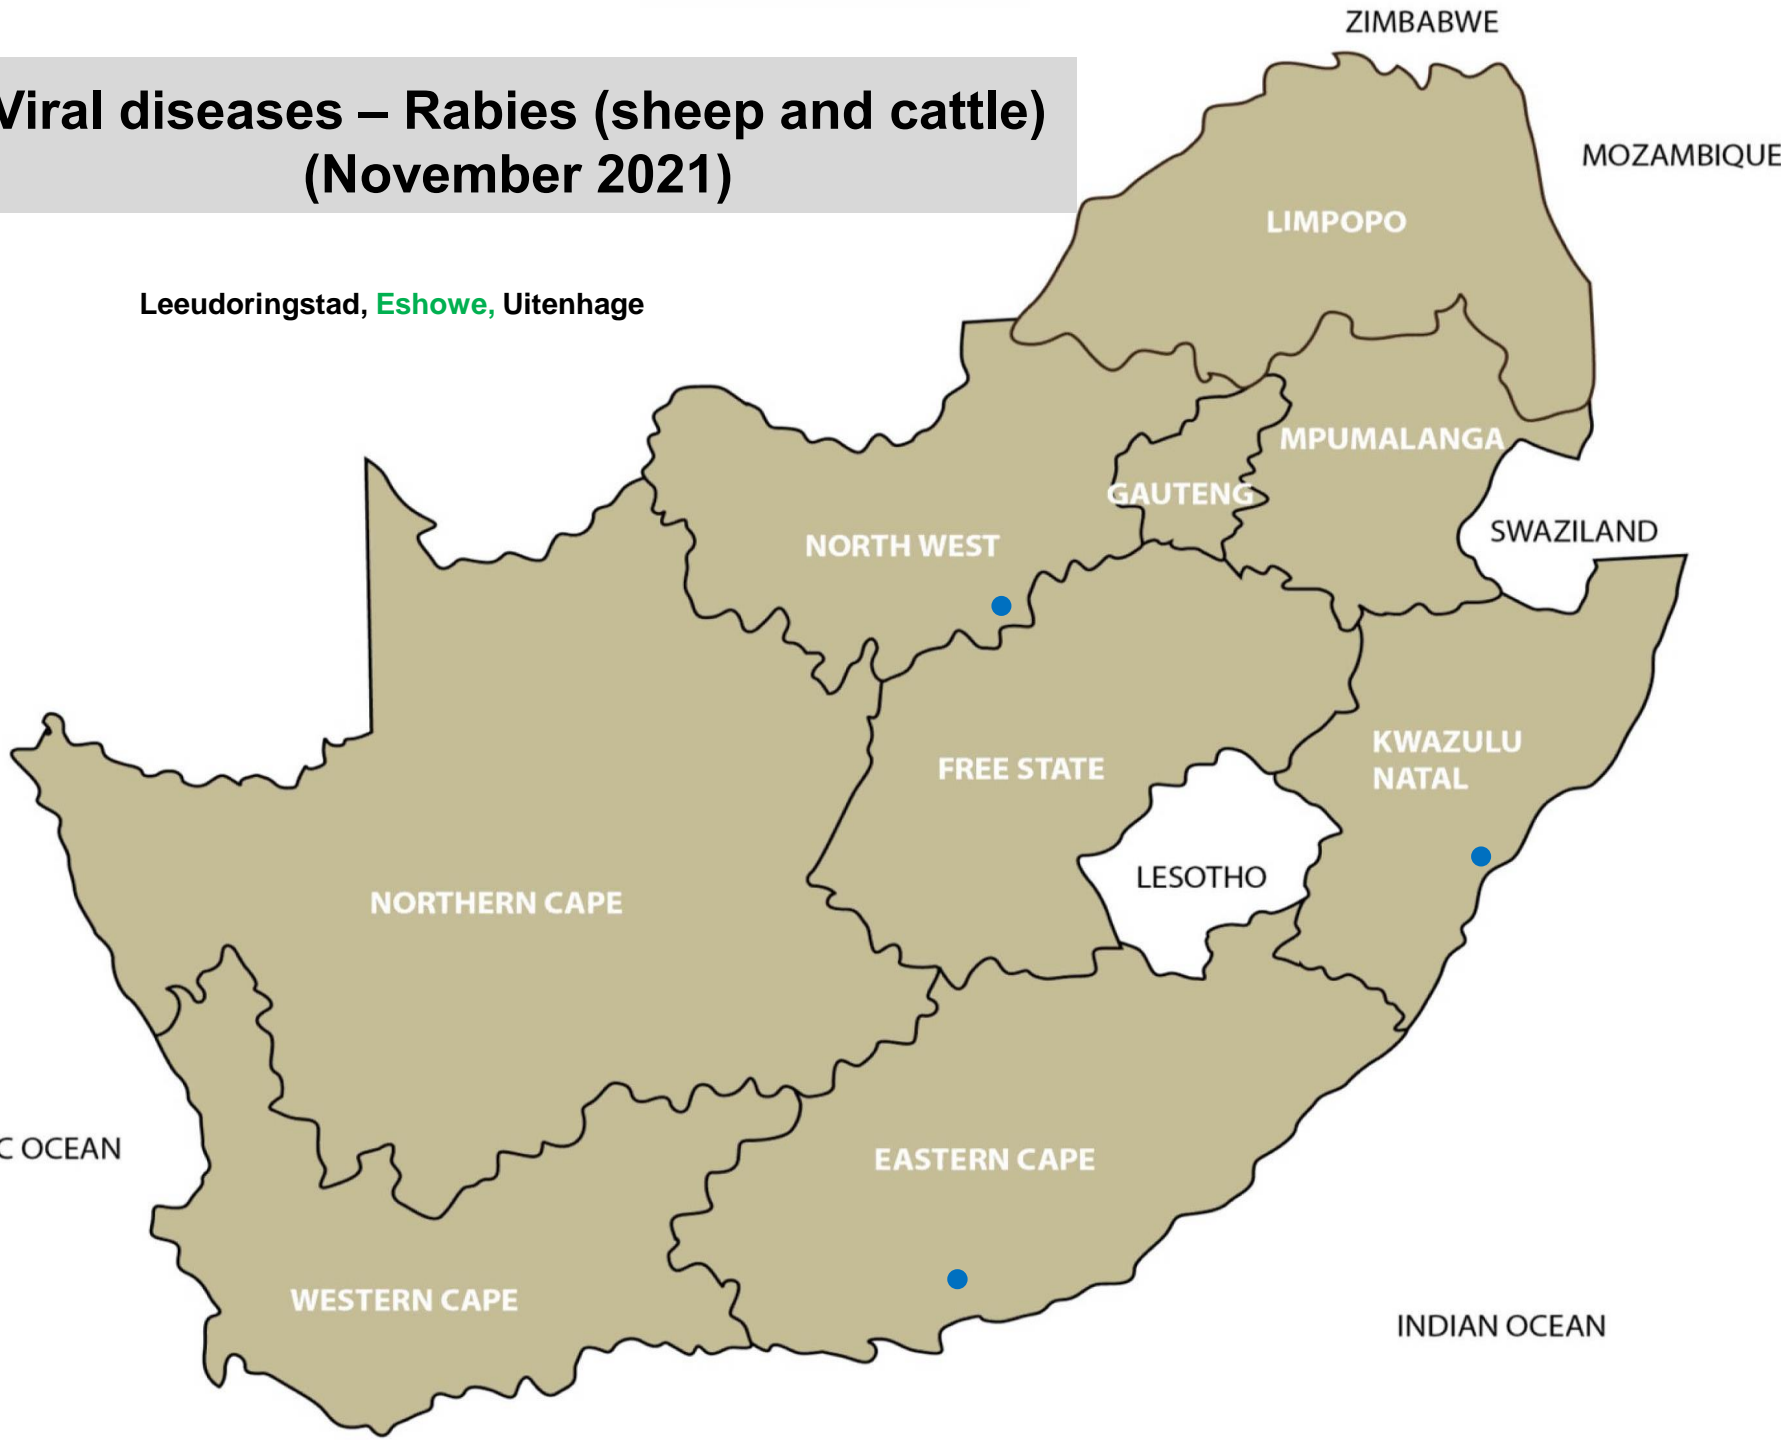 ZIMBABWE
Viral diseases – Rabies (sheep and cattle)
(November 2021)
MOZAMBIQUE
LIMPOPO
Leeudoringstad, Eshowe, Uitenhage
MPUMALANGA
GAUTENG
SWAZILAND
NORTH WEST
KWAZULU
NATAL
FREE STATE
LESOTHO
NORTHERN CAPE
C OCEAN
EASTERN CAPE
WESTERN CAPE
INDIAN OCEAN